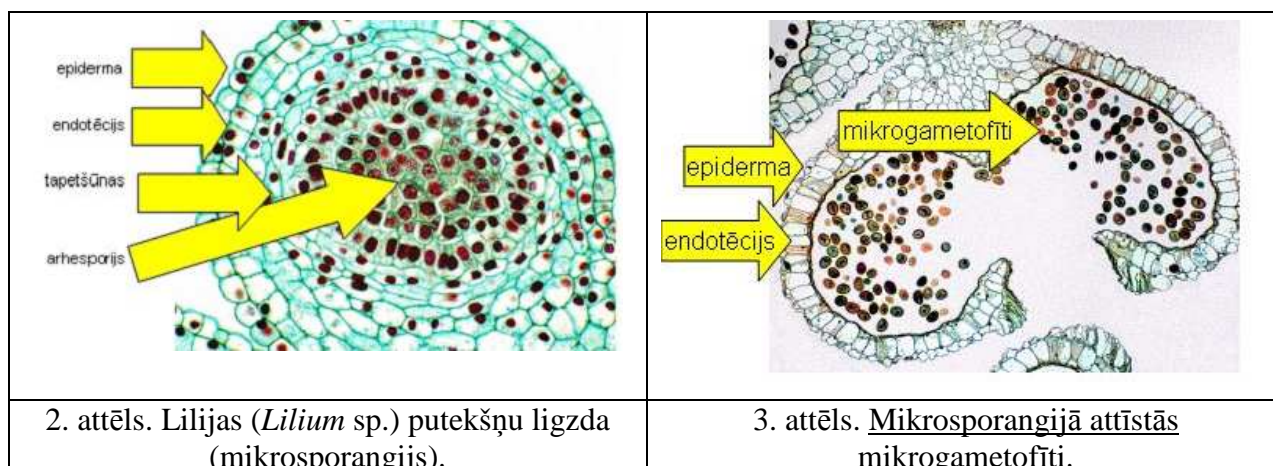 epiderma
endotēcijs
tapetšūnas
arhesporijs
mikrogametofīti
epiderma
endotēcijs
2. attēls. Lilijas (Lilium sp.) putekšņu ligzda
(mikrosporangijs).
3. attēls. Mikrosporangijā attīstās
mikrogametofīti.